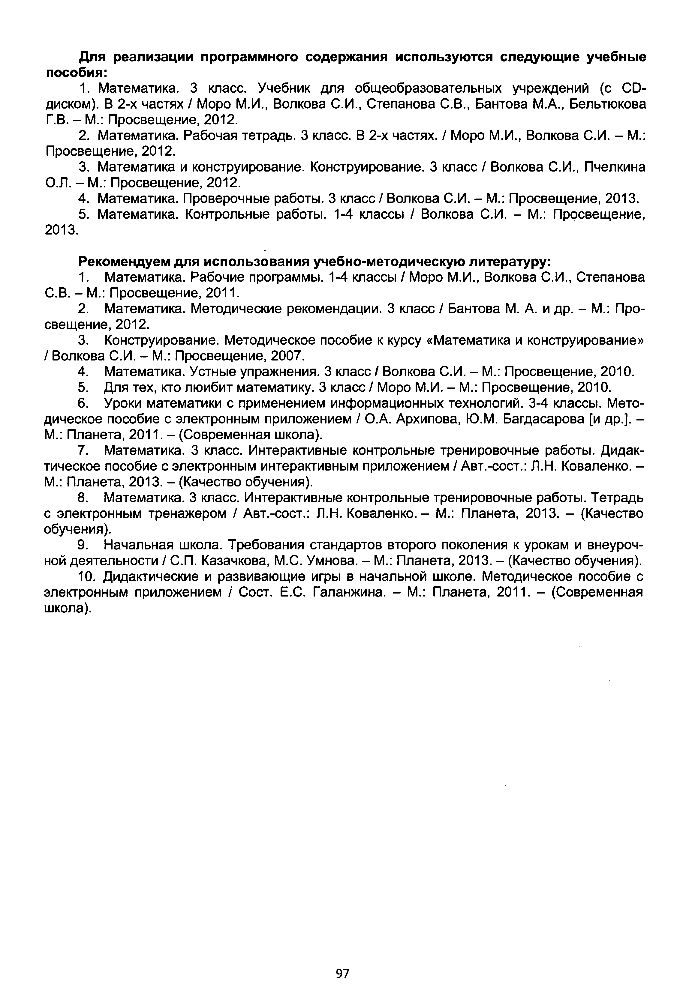 Для реализации программного содержания используются следующие учебные
пособия:
1. Математика. 3 класс. Учебник для общеобразовательных учреждений (с CD-
диском). В 2-х частях / Моро М.И., Волкова С.И., Степанова С.В., Бантова М.А., Бельтюкова
Г.В. – М.: Просвещение, 2012.
2. Математика. Рабочая тетрадь. 3 класс. В 2-х частях. / Моро М.И., Волкова С.И. – М.:
Просвещение, 2012.
3. Математика и конструирование. Конструирование. 3 класс / Волкова С.И., Пчелкина
О.Л. – М.: Просвещение, 2012.
4. Математика. Проверочные работы. 3 класс / Волкова С.И. – М.: Просвещение, 2013.
5. Математика. Контрольные работы. 1-4 классы / Волкова С.И. – М.: Просвещение,
2013.
Рекомендуем для использования учебно-методическую литературу:
1. Математика. Рабочие программы. 1-4 классы / Моро М.И., Волкова С.И., Степанова
С.В. – М.: Просвещение, 2011.
2. Математика. Методические рекомендации. 3 класс / Бантова М. А. и др. – М.: Про-
свещение, 2012.
3. Конструирование. Методическое пособие к курсу «Математика и конструирование»
/ Волкова С.И. – М.: Просвещение, 2007.
4. Математика. Устные упражнения. 3 класс / Волкова С.И. – М.: Просвещение, 2010.
5. Для тех, кто люибит математику. 3 класс / Моро М.И. – М.: Просвещение, 2010.
6. Уроки математики с применением информационных технологий. 3-4 классы. Мето-
дическое пособие с электронным приложением / О.А. Архипова, Ю.М. Багдасарова [и др.]. –
М.: Планета, 2011. – (Современная школа).
7. Математика. 3 класс. Интерактивные контрольные тренировочные работы. Дидак-
тическое пособие с электронным интерактивным приложением / Авт.-сост.: Л.Н. Коваленко. –
М.: Планета, 2013. – (Качество обучения).
8. Математика. 3 класс. Интерактивные контрольные тренировочные работы. Тетрадь
с электронным тренажером / Авт.-сост.: Л.Н. Коваленко. – М.: Планета, 2013. – (Качество
обучения).
9. Начальная школа. Требования стандартов второго поколения к урокам и внеуроч-
ной деятельности / С.П. Казачкова, М.С. Умнова. – М.: Планета, 2013. – (Качество обучения).
10. Дидактические и развивающие игры в начальной школе. Методическое пособие с
электронным приложением / Сост. Е.С. Галанжина. – М.: Планета, 2011. – (Современная
школа).
97